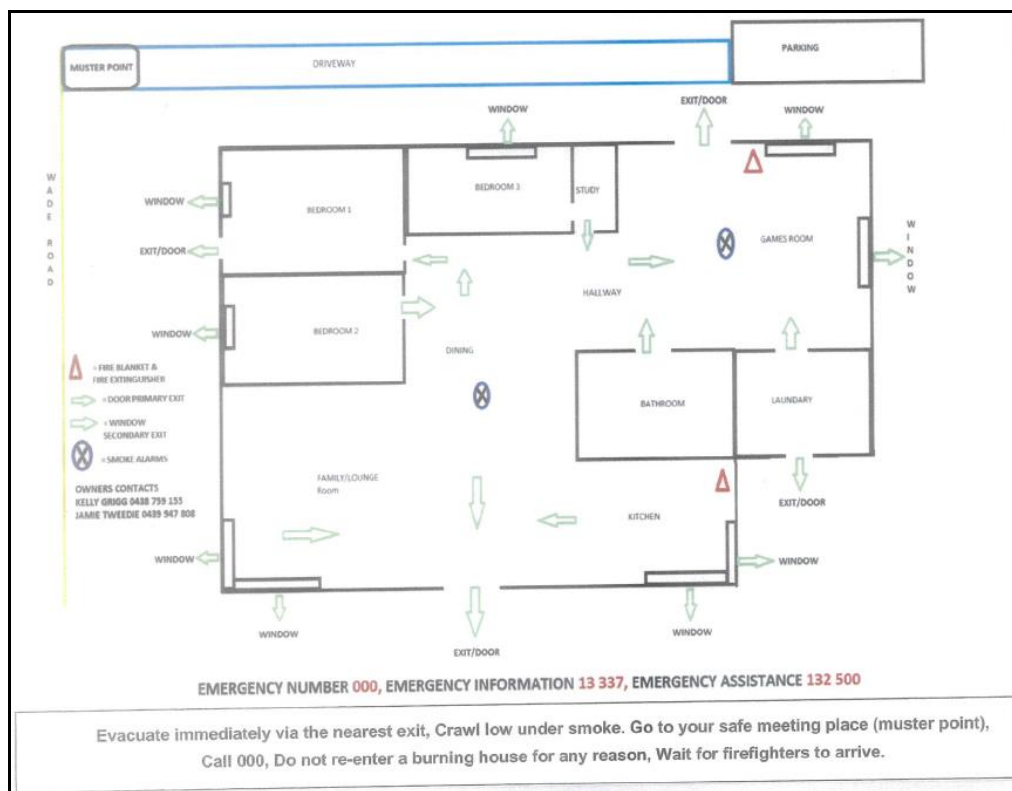 PARKING
MUSTER POINT
DRIVEWAY
EXIT/DOOR
WINDOW
WINDOW
WADE ROAD
WINDOW
BEDROOM 1
BEDROOM 3
STUDY
GAMES ROOM
WINDOW
EXIT/DOOR
HALLWAY
WINDOW
BEDROOM 2
DINING
= FIRE BLANKET &
FIRE EXTINGUISHER
= DOOR PRIMARY EXIT
= WINDOW
SECONDARY EXIT
= SMOKE ALARMS
BATHROOM
LAUNDARY
OWNERS CONTACTS
KELLY GRIGG 0438 759 155
JAMIE TWEEDIE 0439 947 808
FAMILY/LOUNGE
Room
KITCHEN
EXIT/DOOR
WINDOW
WINDOW
WINDOW
WINDOW
EXIT/DOOR
EMERGENCY NUMBER 000, EMERGENCY INFORMATION 13 337, EMERGENCY ASSISTANCE 132 500
Evacuate immediately via the nearest exit, Crawl low under smoke. Go to your safe meeting place (muster point),
Call 000, Do not re-enter a burning house for any reason, Wait for firefighters to arrive.